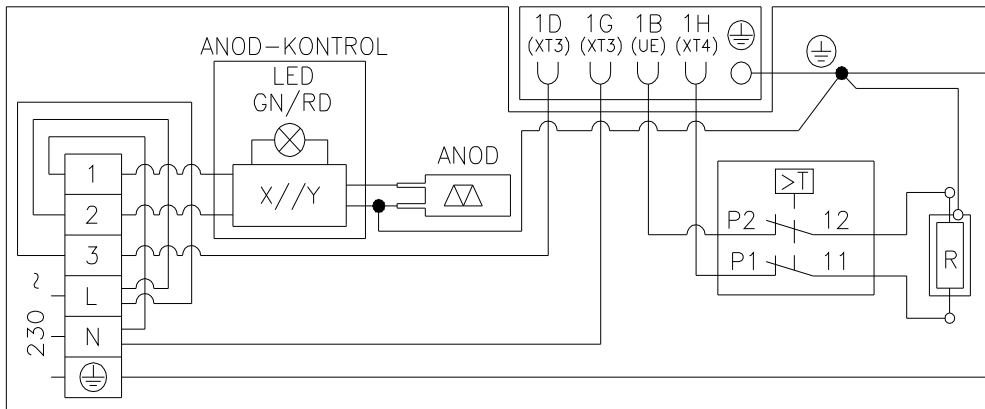 1D 1G 1B 1H
(XT3) (XT3) (UE) (XT4)
ANOD-KONTROL
LED
GN/RD
ANOD
X//Y
>T
1
2
3
L
N
~
230
P2 12
P1 11
R